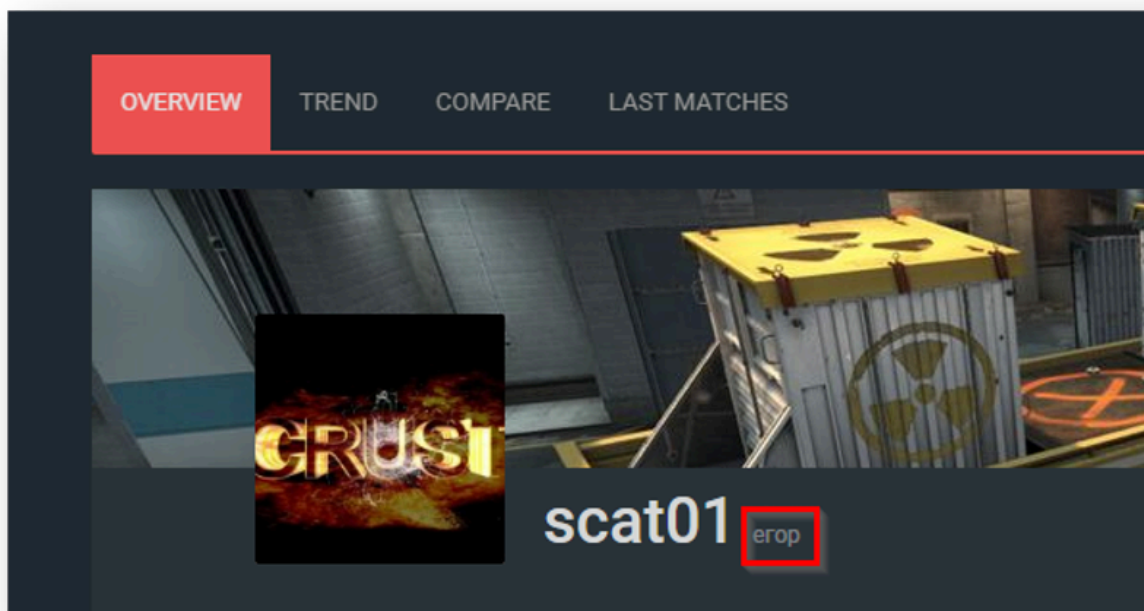 OVERVIEW TREND COMPARE LAST MATCHES
CRUST
scat01 егор